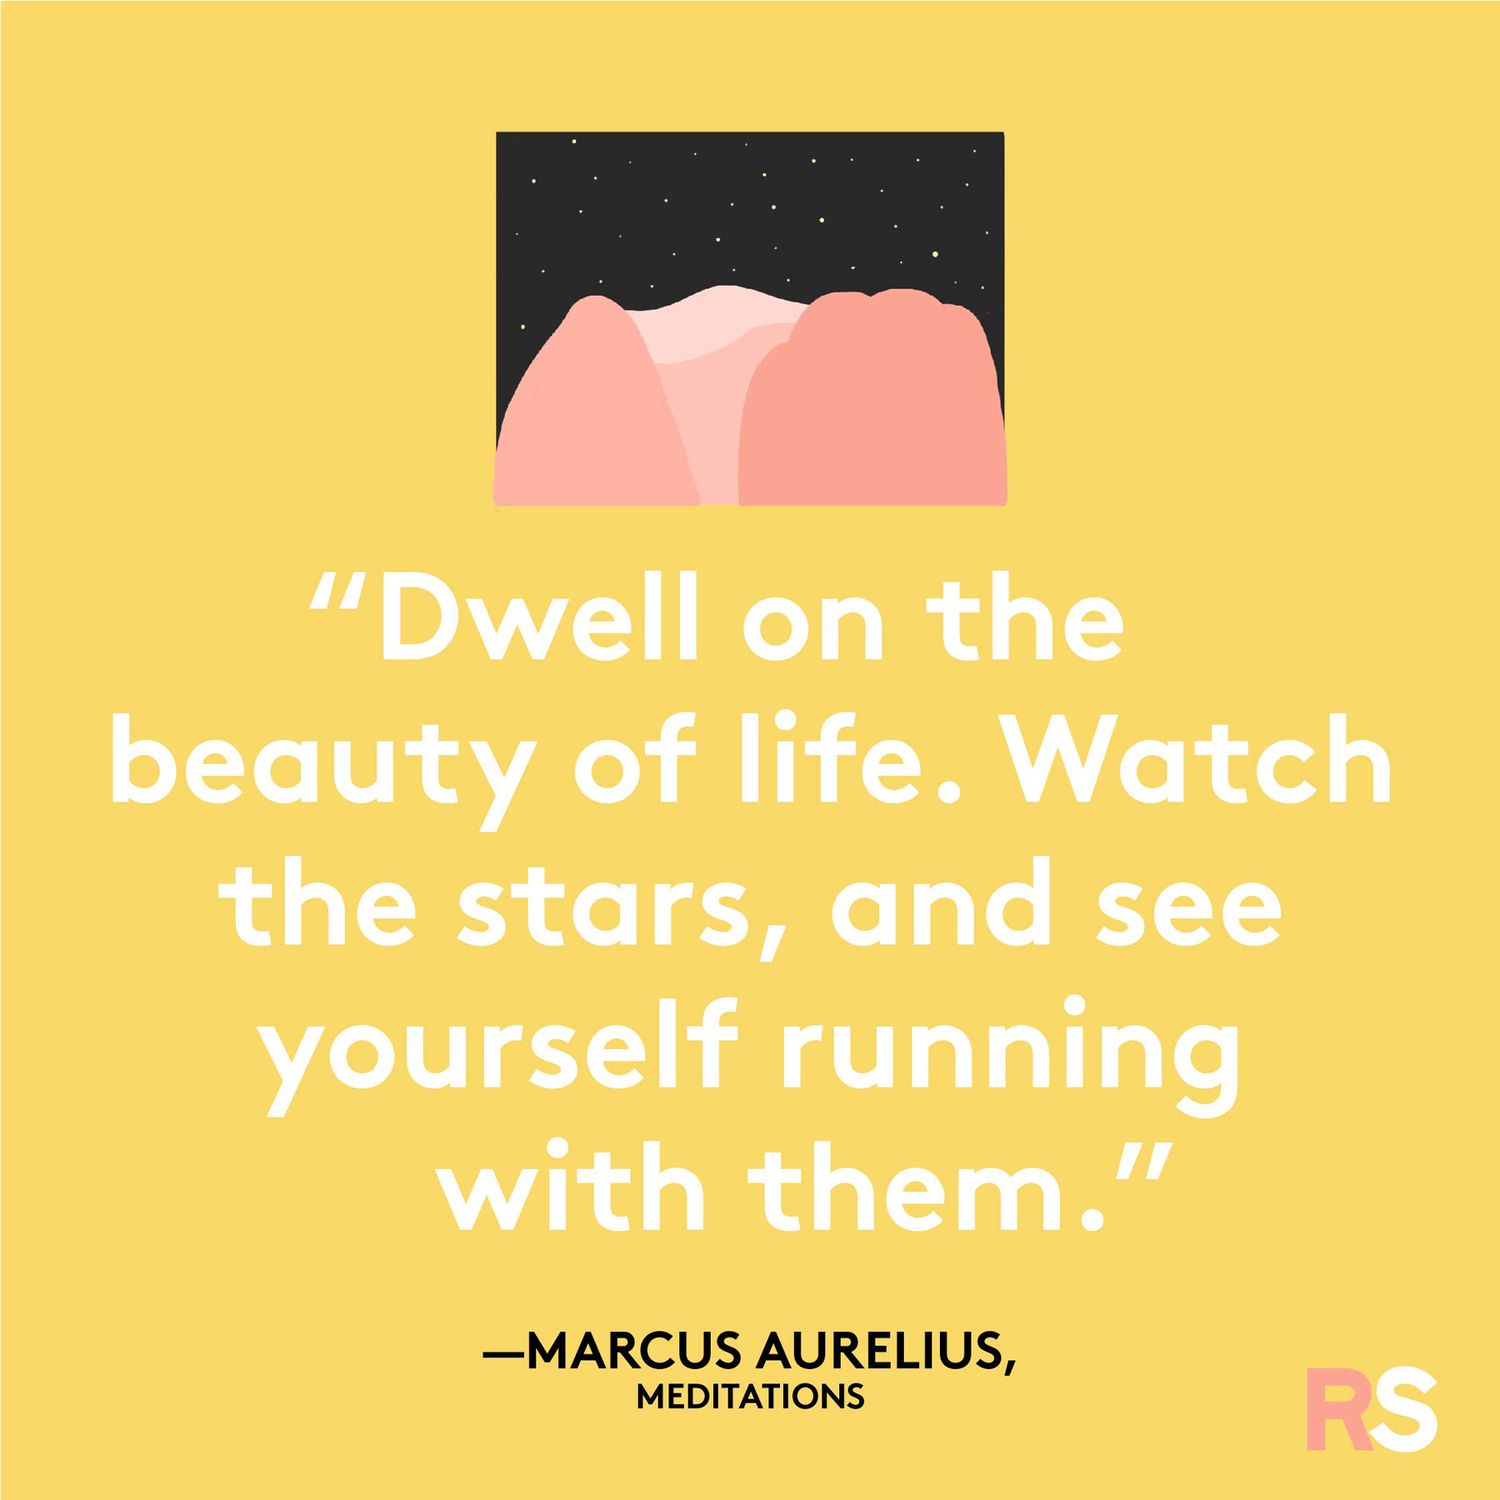 “Dwell on the
beauty of life. Watch
the stars, and see
yourself running
with them.”
—MARCUS AURELIUS,
MEDITATIONS
RS